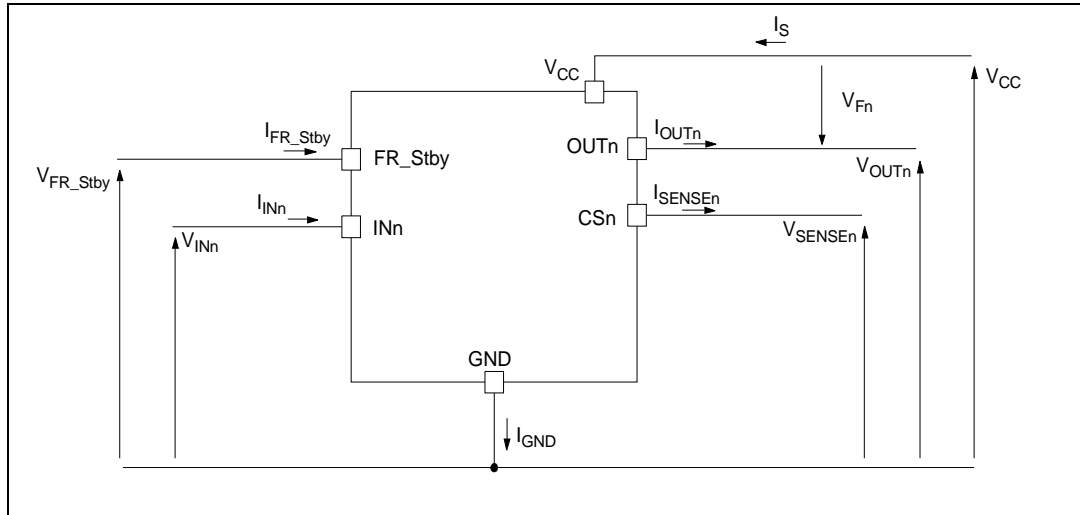 I_S
V_CC
V_CC
V_Fn
I_FR_Stby
I_OUTn
FR_Stby
OUTn
V_FR_Stby
V_OUTn
I_INn
I_SENSEn
INn
CSn
V_INn
V_SENSEn
GND
I_GND